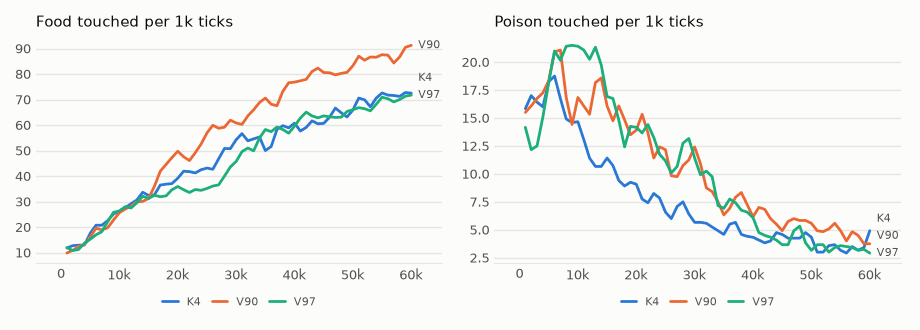 Food touched per 1k ticks
90
80
70
60
50
40
30
20
10
0 10k 20k 30k 40k 50k 60k
V90
K4
V97
K4 V90 V97
Poison touched per 1k ticks
20.0
17.5
15.0
12.5
10.0
7.5
5.0
2.5
0 10k 20k 30k 40k 50k 60k
K4
V90
V97
K4 V90 V97